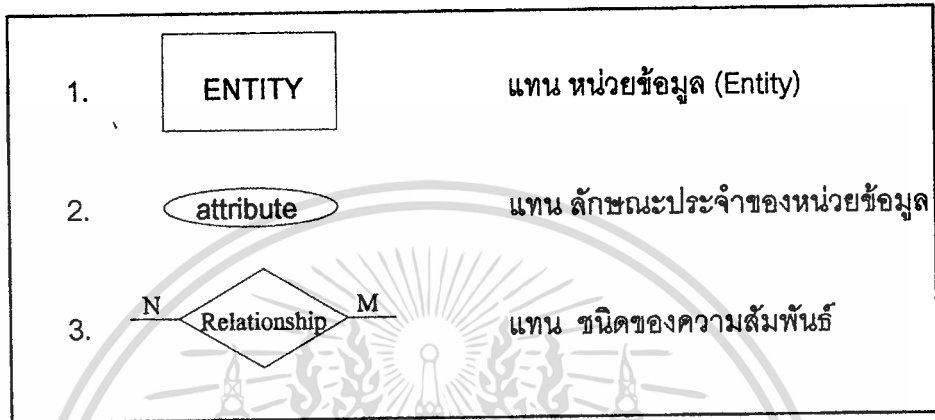 1. ENTITY แทน หน่วยข้อมูล (Entity)
2. attribute แทน ลักษณะประจำของหน่วยข้อมูล
3. N Relationship M แทน ชนิดของความสัมพันธ์